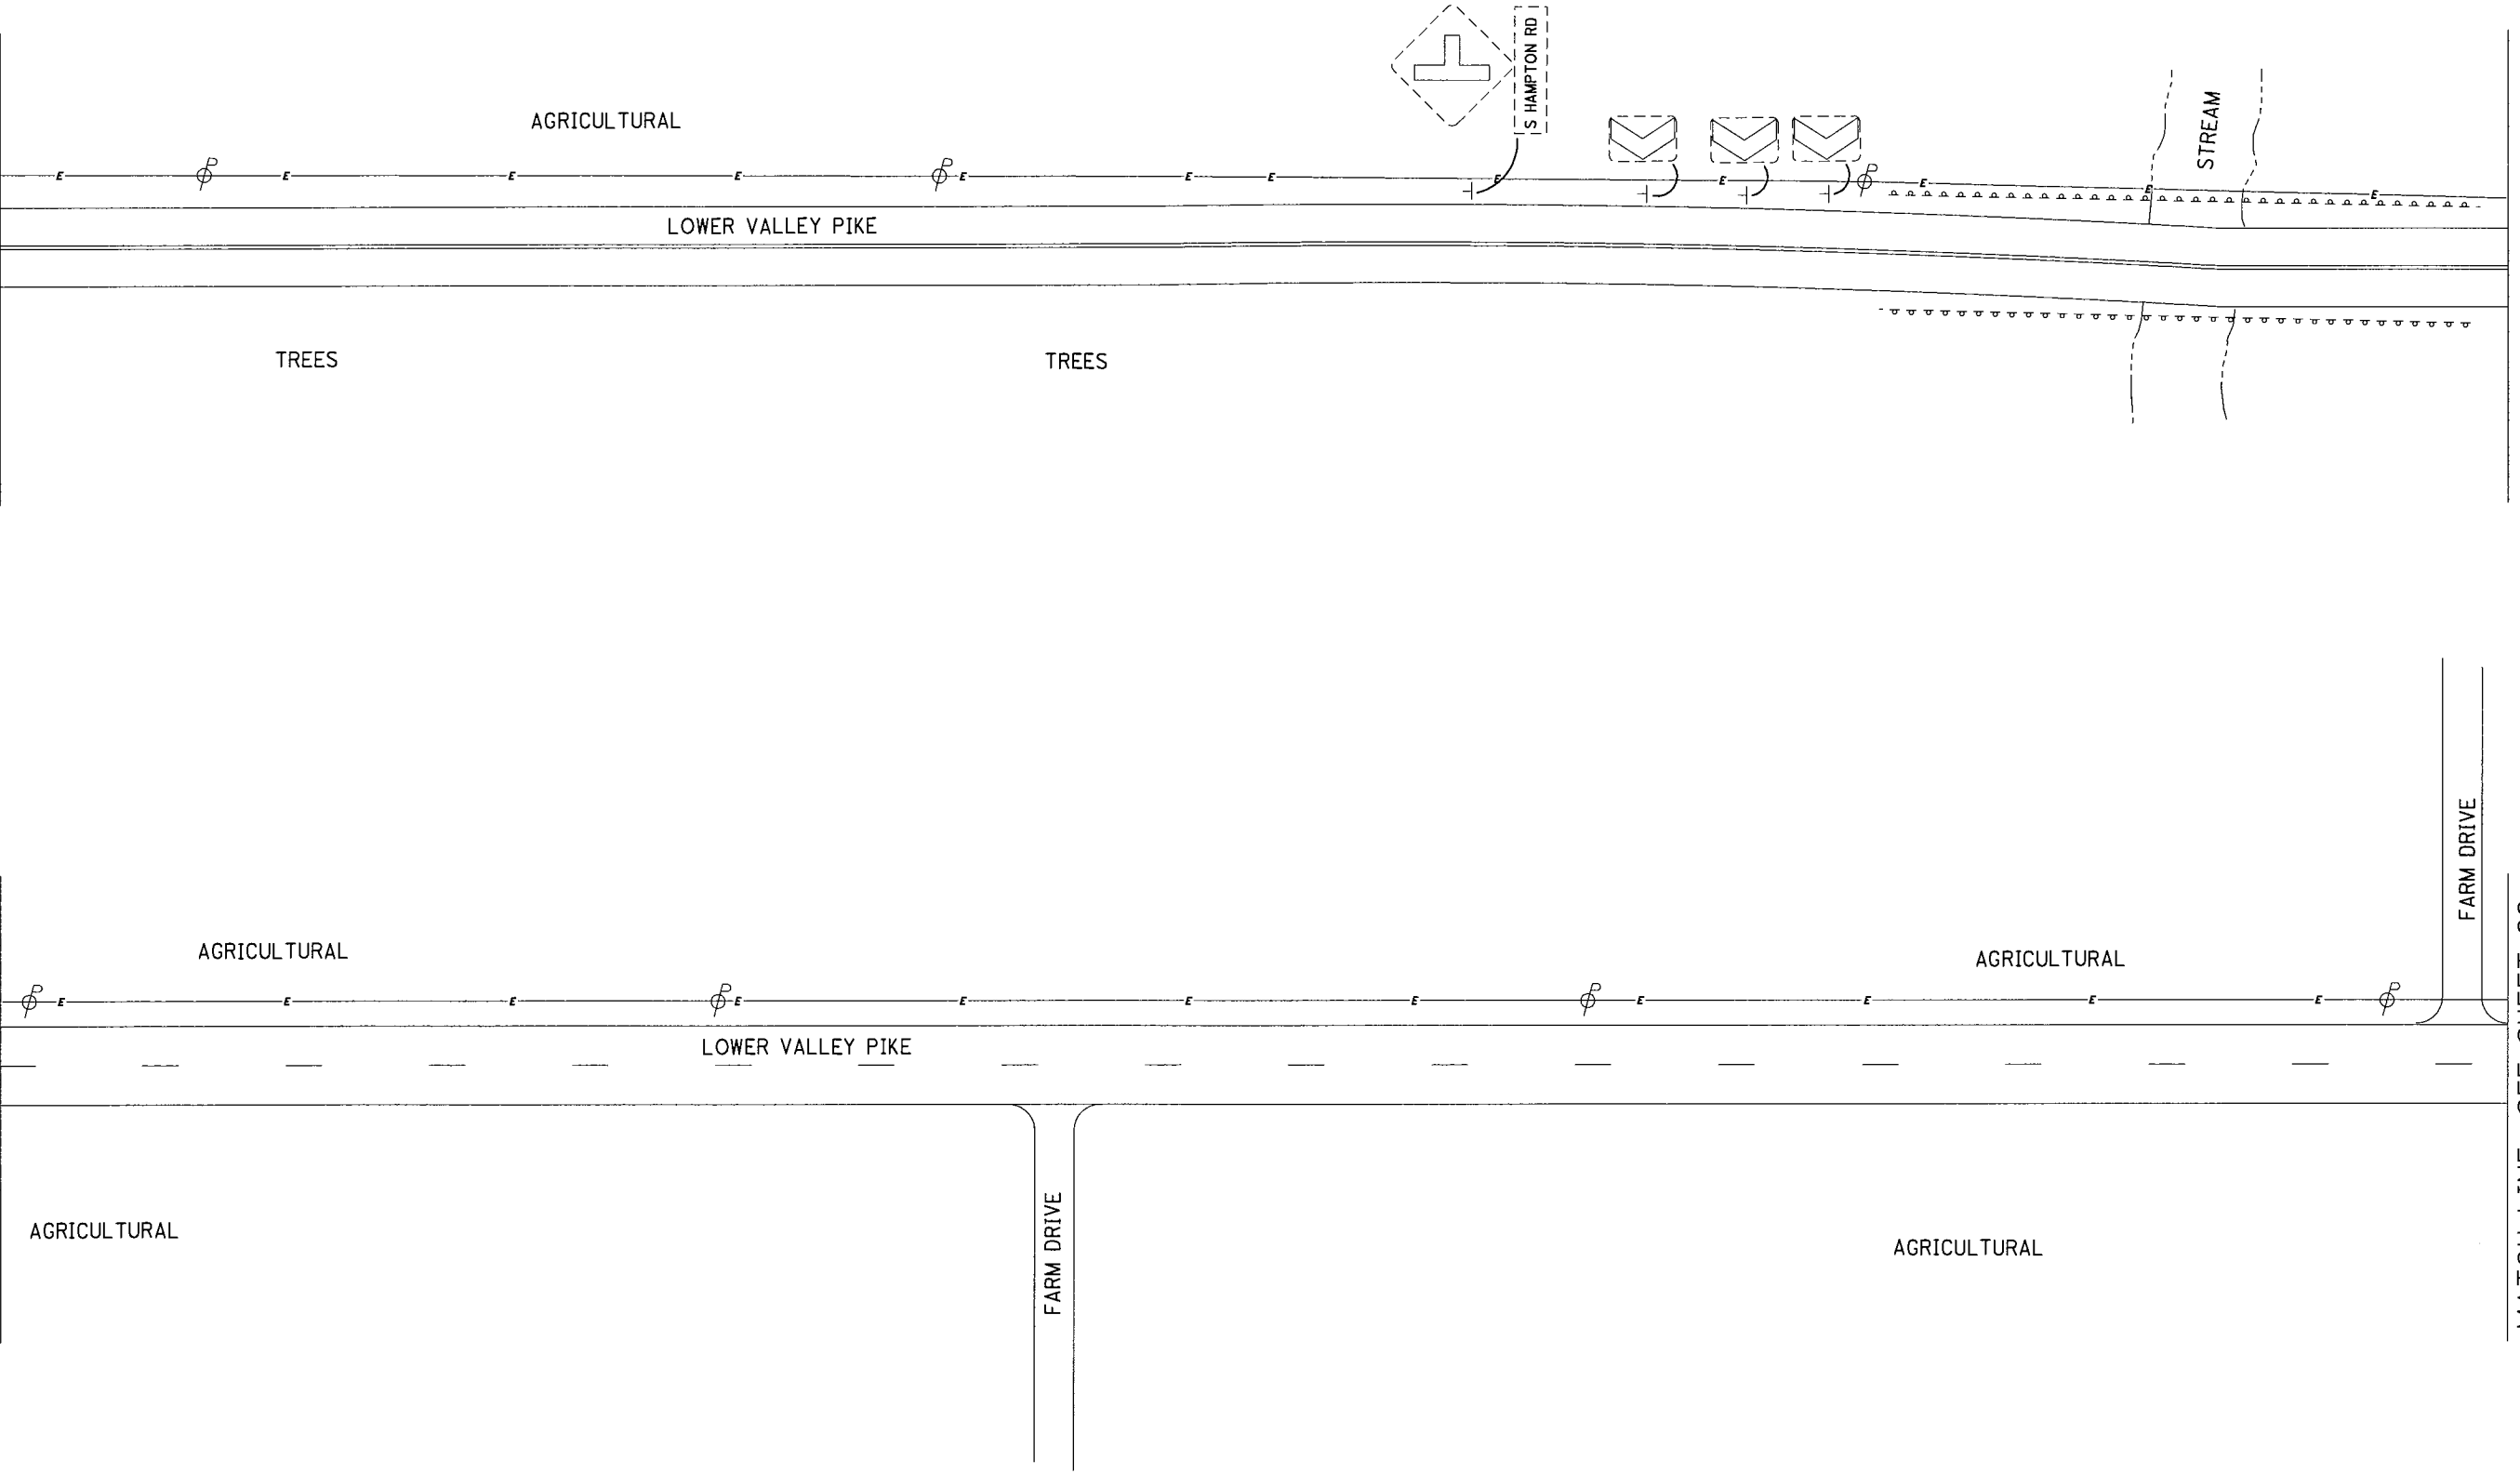 S HAMPTON RD
AGRICULTURAL
STREAM
E E E E E E E E E E E
LOWER VALLEY PIKE
TREES TREES
FARM DRIVE
AGRICULTURAL AGRICULTURAL
E E E E E E E E E E E
LOWER VALLEY PIKE
FARM DRIVE
AGRICULTURAL AGRICULTURAL